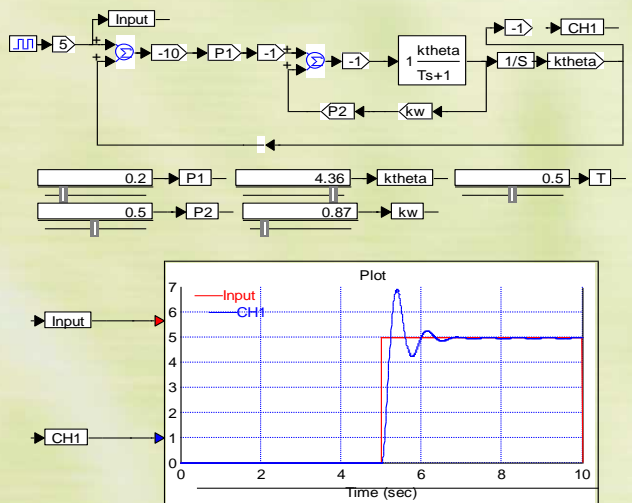 Input
-1
CH1
5
Σ
-10
P1
-1
Σ
-1
1
ktheta
Ts+1
1/S
ktheta
P2
kw
-
0.2
P1
4.36
ktheta
0.5
T
0.5
P2
0.87
kw
Plot
Input
CH1
7
6
5
4
3
2
1
0
0
2
4
6
8
10
Time (sec)
Input
CH1